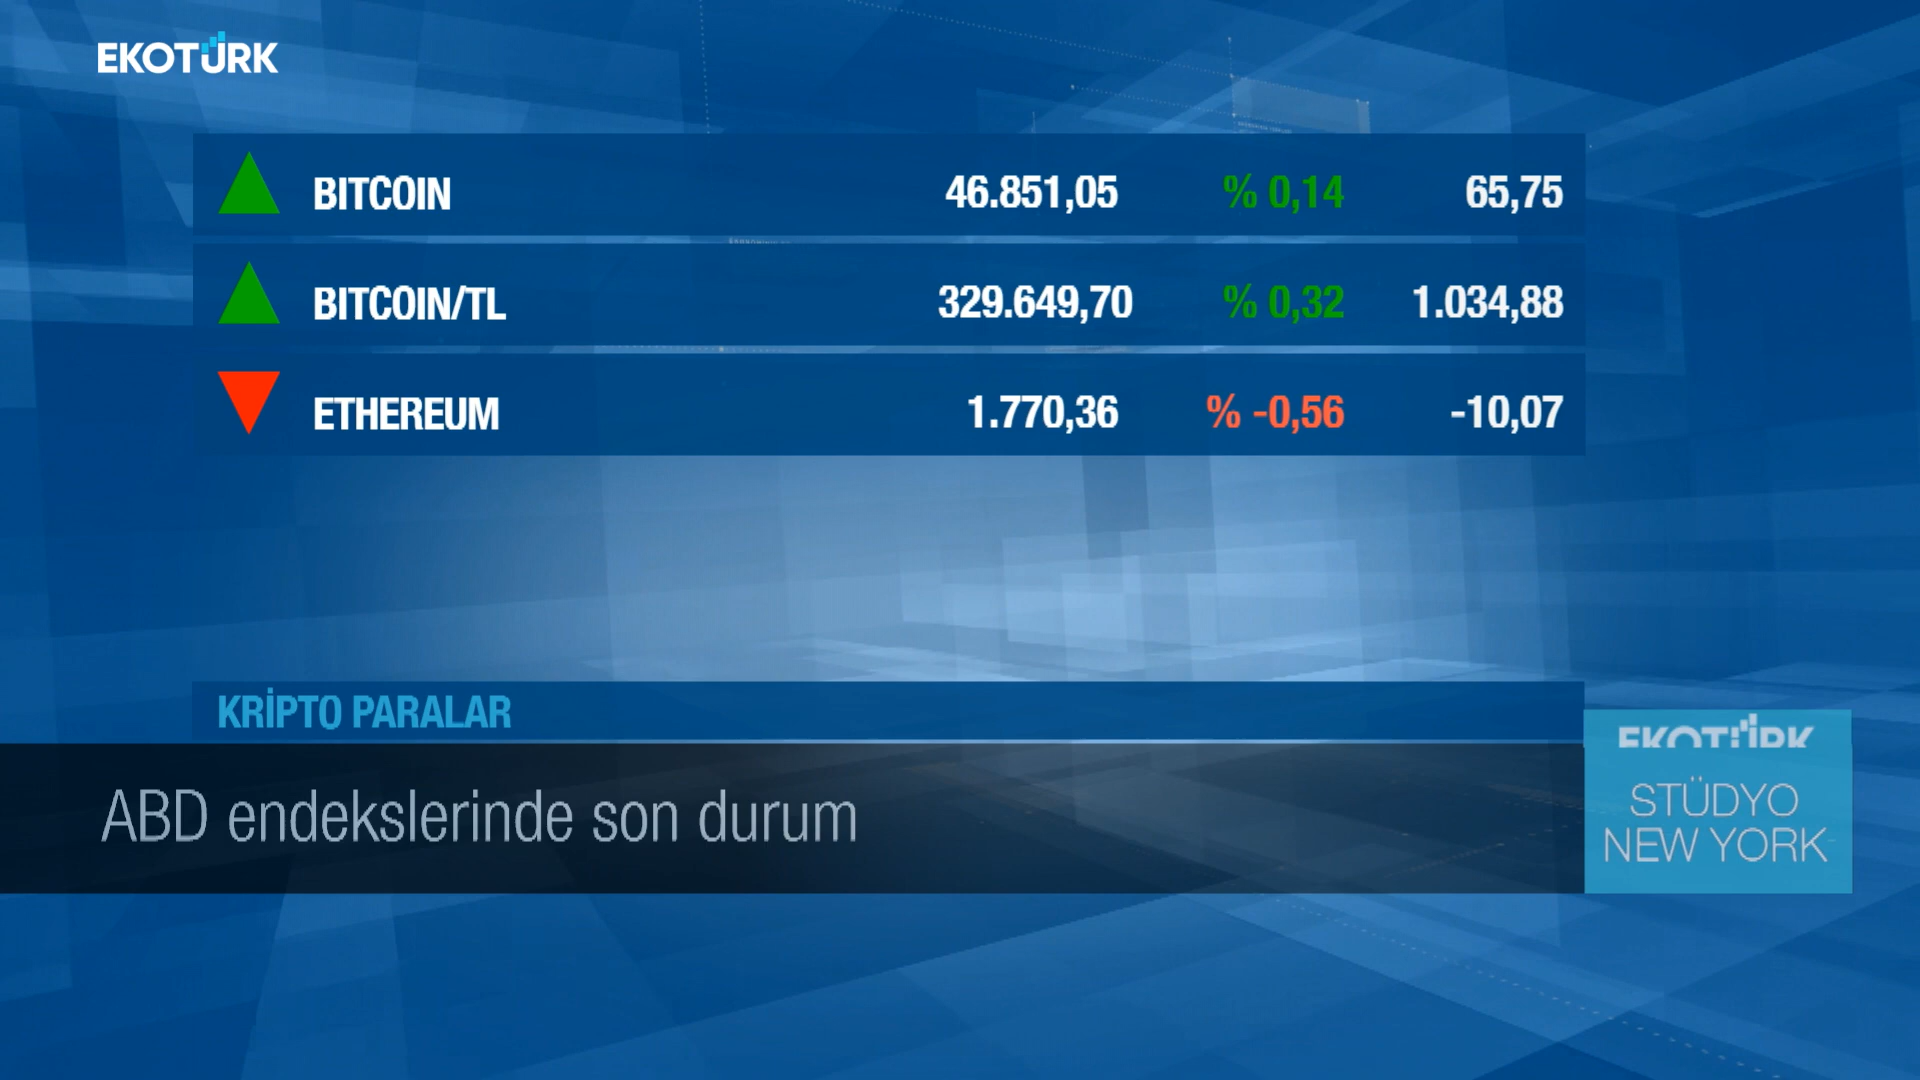 EKOTÜRK
BITCOIN 46.851,05 % 0,14 65,75
BITCOIN/TL 329.649,70 % 0,32 1.034,88
ETHEREUM 1.770,36 % -0,56 -10,07
KRİPTO PARALAR
EKOTÜRK
ABD endekslerinde son durum
STÜDYO
NEW YORK